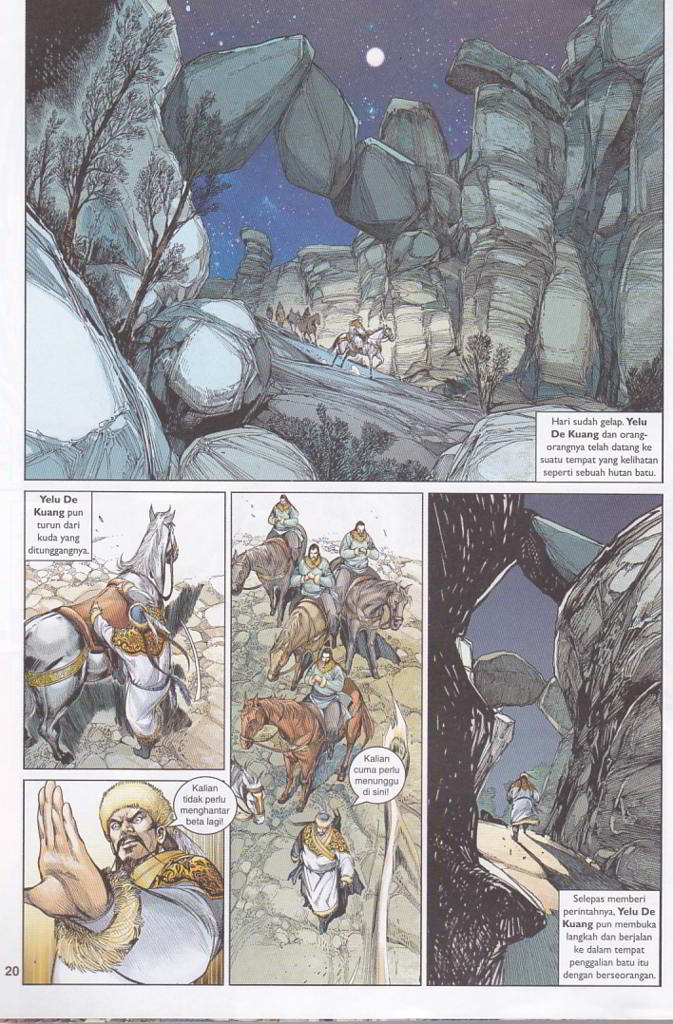 Hari sudah gelap. Yelu
De Kuang dan orang-
orangnya telah datang ke
suatu tempat yang kelihatan
seperti sebuah hutan batu.
Yelu De
Kuang pun
turun dari
kuda yang
ditunggangnya.
Kalian
tidak perlu
menghantar
beta lagi!
Kalian
cuma perlu
menunggu
di sini!
Selepas memberi
perintahnya, Yelu De
Kuang pun membuka
langkah dan berjalan
ke dalam tempat
penggalian batu itu
dengan berseorangan.
20